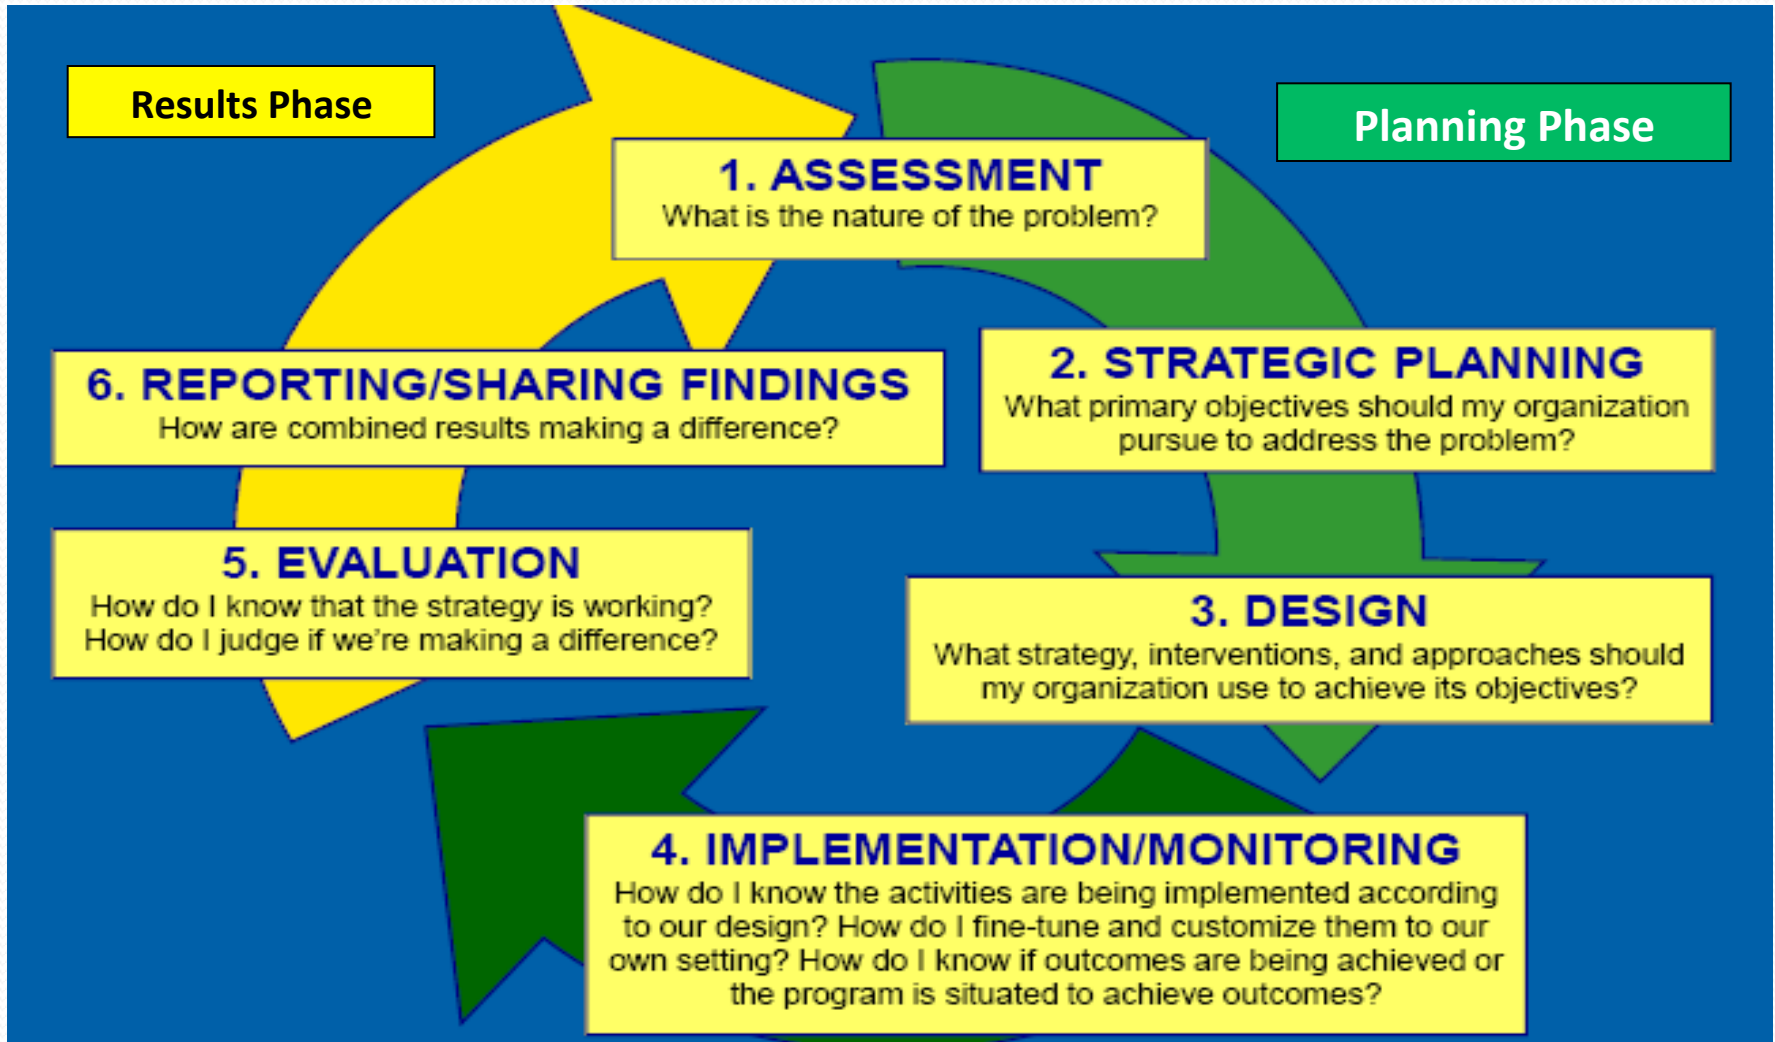 Results Phase
Planning Phase
1. ASSESSMENT
What is the nature of the problem?
2. STRATEGIC PLANNING
What primary objectives should my organization
pursue to address the problem?
3. DESIGN
What strategy, interventions, and approaches should
my organization use to achieve its objectives?
4. IMPLEMENTATION/MONITORING
How do I know the activities are being implemented according
to our design? How do I fine-tune and customize them to our
own setting? How do I know if outcomes are being achieved or
the program is situated to achieve outcomes?
5. EVALUATION
How do I know that the strategy is working?
How do I judge if we’re making a difference?
6. REPORTING/SHARING FINDINGS
How are combined results making a difference?